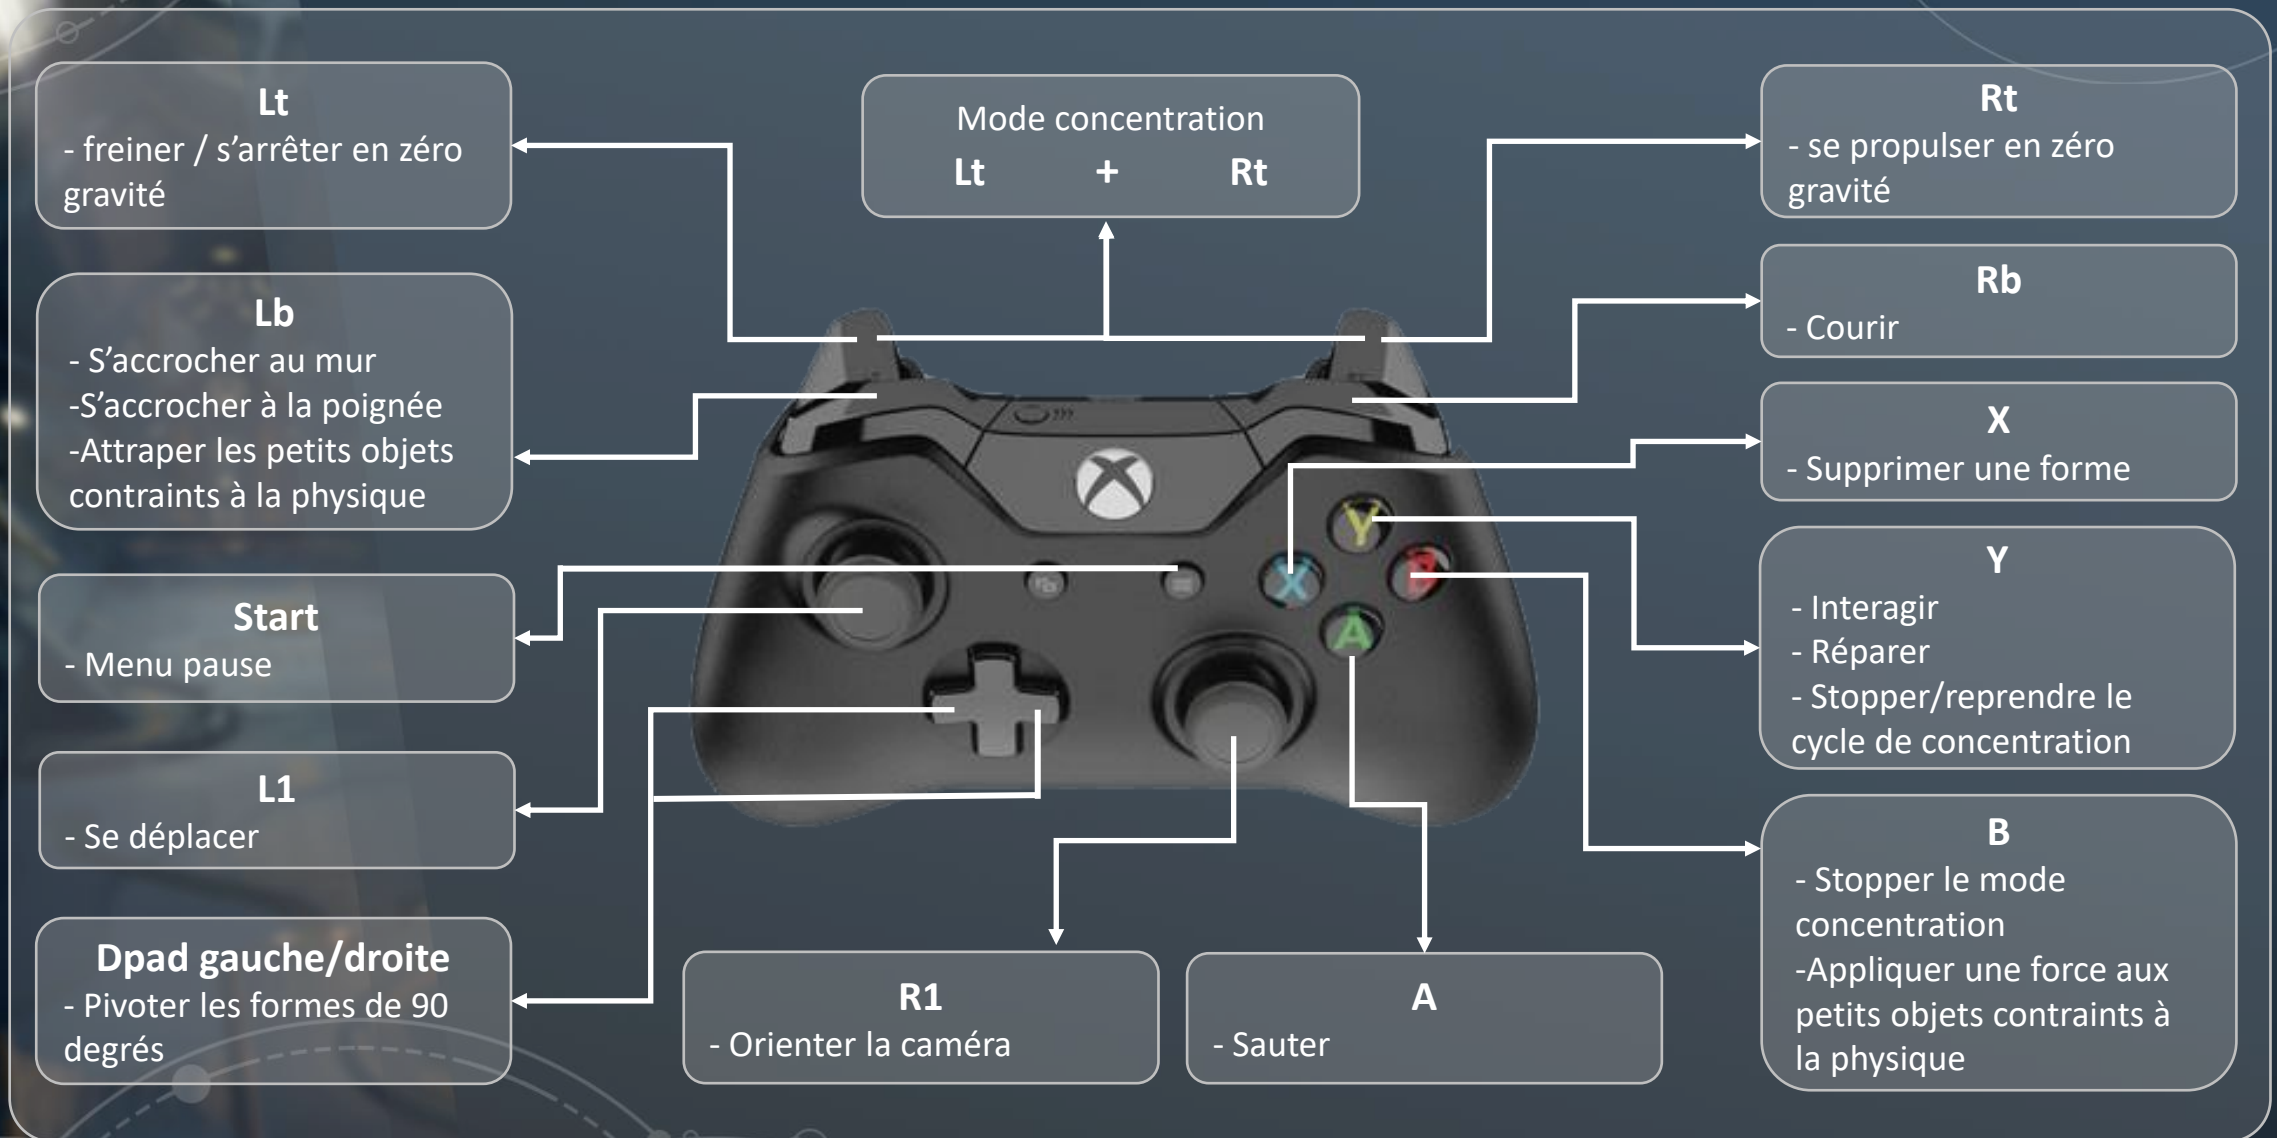 Lt
- freiner / s’arrêter en zéro
gravité
Mode concentration
Lt + Rt
Rt
- se propulser en zéro
gravité
Lb
- S’accrocher au mur
-S’accrocher à la poignée
-Attraper les petits objets
contraints à la physique
Rb
- Courir
X
- Supprimer une forme
Start
- Menu pause
Y
- Interagir
- Réparer
- Stopper/reprendre le
cycle de concentration
L1
- Se déplacer
B
- Stopper le mode
concentration
-Appliquer une force aux
petits objets contraints à
la physique
Dpad gauche/droite
- Pivoter les formes de 90
degrés
R1
- Orienter la caméra
A
- Sauter
Y
X
B
A